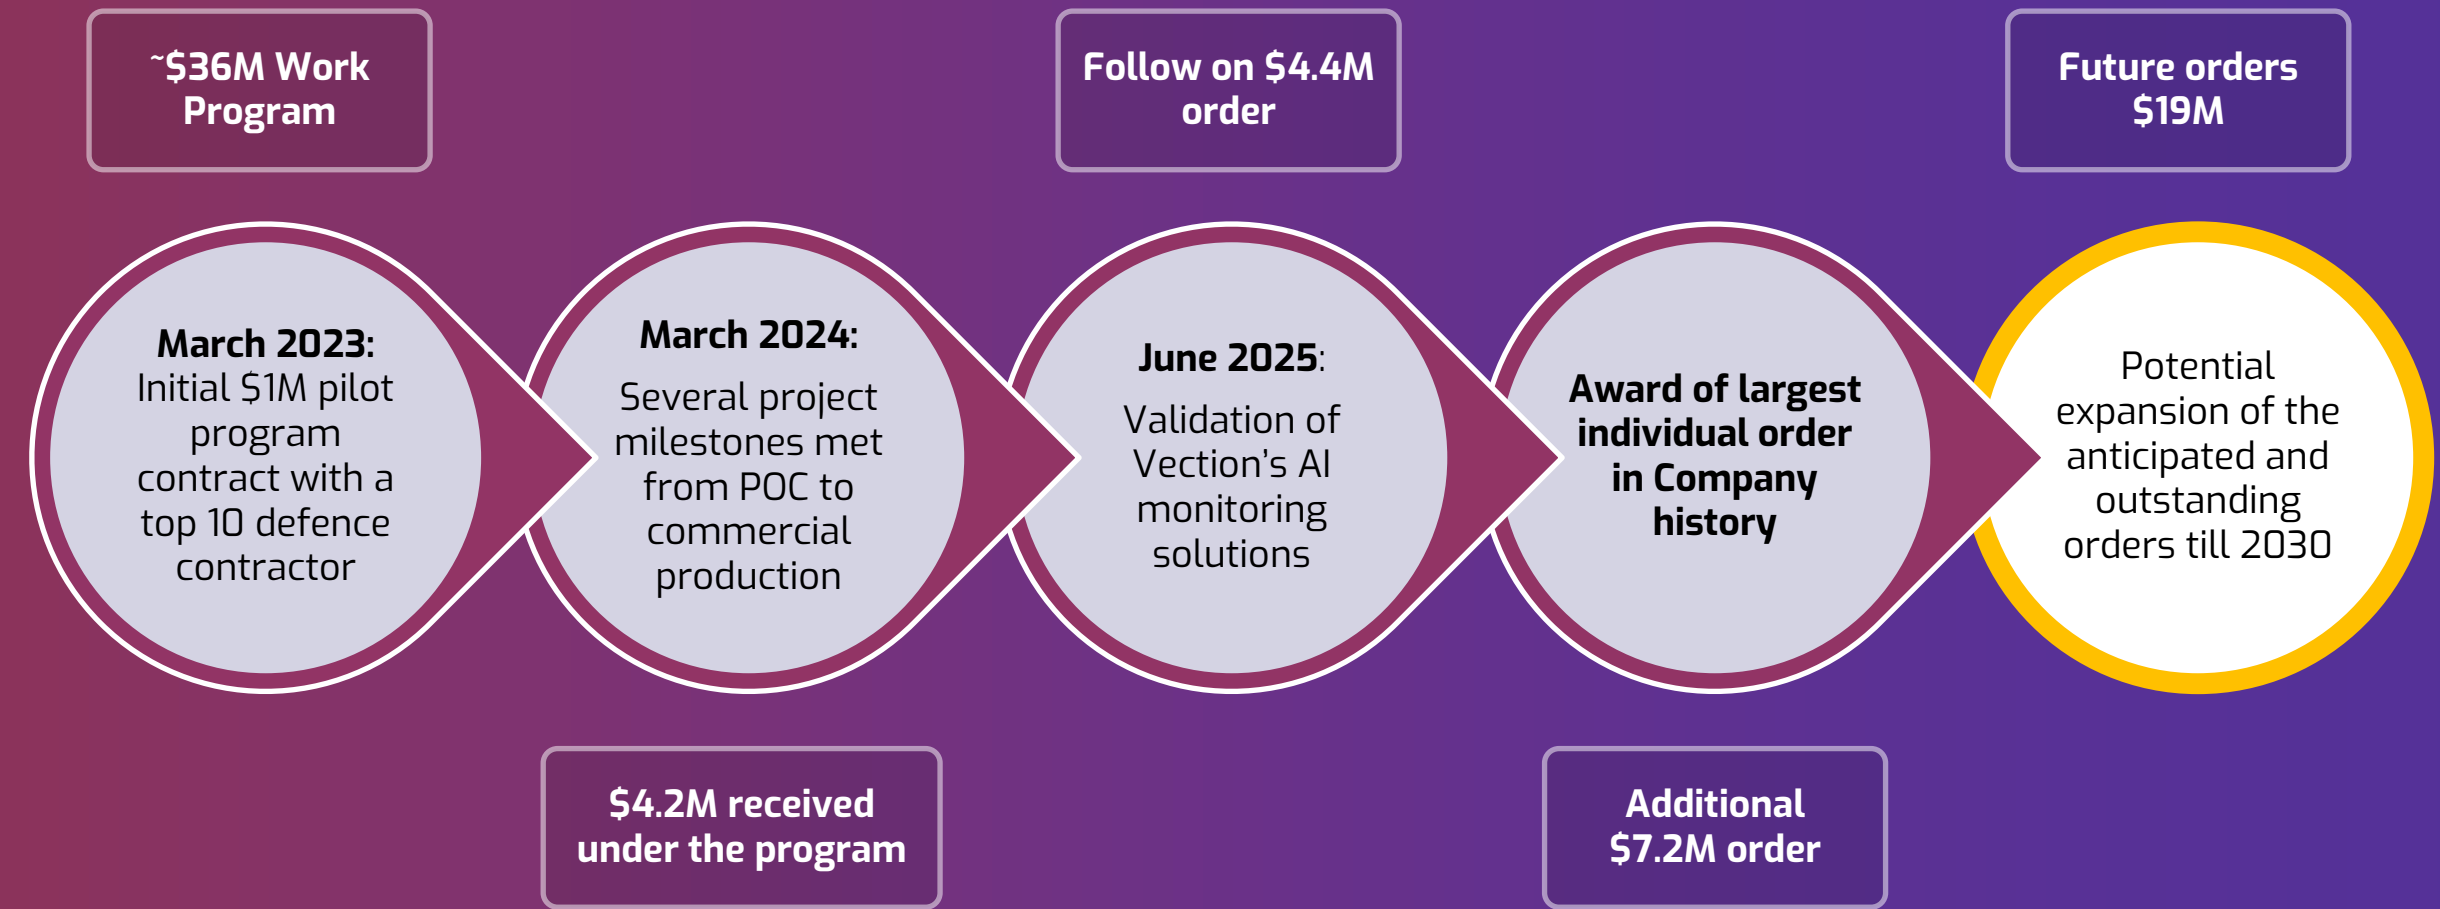 ~$36M Work
Program
Follow on $4.4M
order
Future orders
$19M
March 2023:
Initial $1M pilot
program
contract with a
top 10 defence
contractor
March 2024:
Several project
milestones met
from POC to
commercial
production
June 2025:
Validation of
Vection’s AI
monitoring
solutions
Award of largest
individual order
in Company
history
Potential
expansion of the
anticipated and
outstanding
orders till 2030
$4.2M received
under the program
Additional
$7.2M order